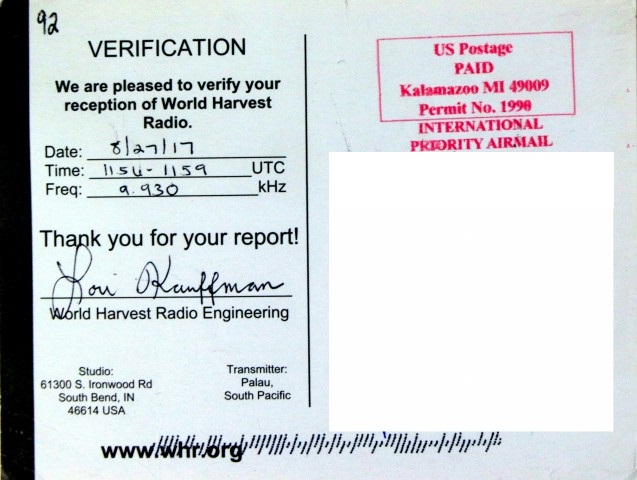 92
VERIFICATION
We are pleased to verify your
reception of World Harvest
Radio.
Date: 8/27/17
Time: 1154-1159 UTC
Freq: 9.930 kHz
Thank you for your report!
Lori Kauffman
World Harvest Radio Engineering
Studio:
61300 S. Ironwood Rd
South Bend, IN
46614 USA
Transmitter:
Palau,
South Pacific
www.whr.org
US Postage
PAID
Kalamazoo MI 49009
Permit No. 1990
INTERNATIONAL
PRIORITY AIRMAIL